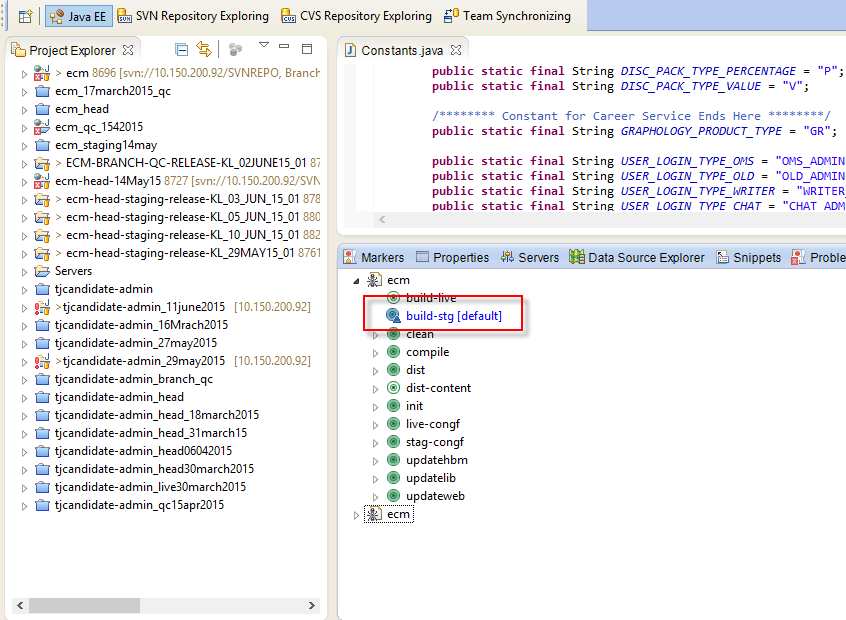 Java EE SVN Repository Exploring CVS Repository Exploring Team Synchronizing
Project Explorer
> ecm 8696 [svn://10.150.200.92/SVNREPO, Branch
ecm_17march2015_qc
ecm_head
ecm_qc_1542015
ecm_staging14may
> ECM-BRANCH-QC-RELEASE-KL_02JUNE15_01 87
ecm-head-14May15 8727 [svn://10.150.200.92/SVN
> ecm-head-staging-release-KL_03_JUN_15_01 878
> ecm-head-staging-release-KL_05_JUN_15_01 880
> ecm-head-staging-release-KL_10_JUN_15_01 882
> ecm-head-staging-release-KL_29MAY15_01 8761
Servers
tjcandidate-admin
>tjcandidate-admin_11june2015 [10.150.200.92]
tjcandidate-admin_16Mrach2015
tjcandidate-admin_27may2015
>tjcandidate-admin_29may2015 [10.150.200.92]
tjcandidate-admin_branch_qc
tjcandidate-admin_head
tjcandidate-admin_head_18march2015
tjcandidate-admin_head_31march15
tjcandidate-admin_head06042015
tjcandidate-admin_head30march2015
tjcandidate-admin_live30march2015
tjcandidate-admin_qc15apr2015
Constants.java
public static final String DISC_PACK_TYPE_PERCENTAGE = "P";
public static final String DISC_PACK_TYPE_VALUE = "V";
/******** Constant for Career Service Ends Here ********/
public static final String GRAPHOLOGY_PRODUCT_TYPE = "GR";
public static final String USER_LOGIN_TYPE_OMS = "OMS_ADMIN
public static final String USER_LOGIN_TYPE_OLD = "OLD_ADMIN
public static final String USER_LOGIN_TYPE_WRITER = "WRITER_
public static final String USER_LOGIN_TYPE_CHAT = "CHAT_ADM
Markers Properties Servers Data Source Explorer Snippets Proble
ecm
build-live
build-stg [default]
clean
compile
dist
dist-content
init
live-congf
stag-congf
updatehbm
updatelib
updateweb
ecm